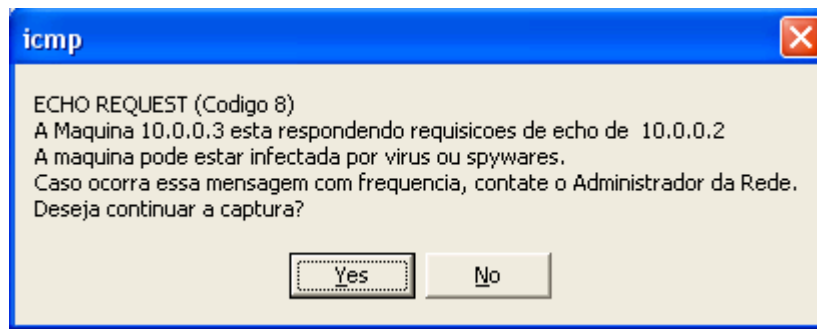 icmp
ECHO REQUEST (Codigo 8)
A Maquina 10.0.0.3 esta respondendo requisicoes de echo de 10.0.0.2
A maquina pode estar infectada por virus ou spywares.
Caso ocorra essa mensagem com frequencia, contate o Administrador da Rede.
Deseja continuar a captura?
Yes No